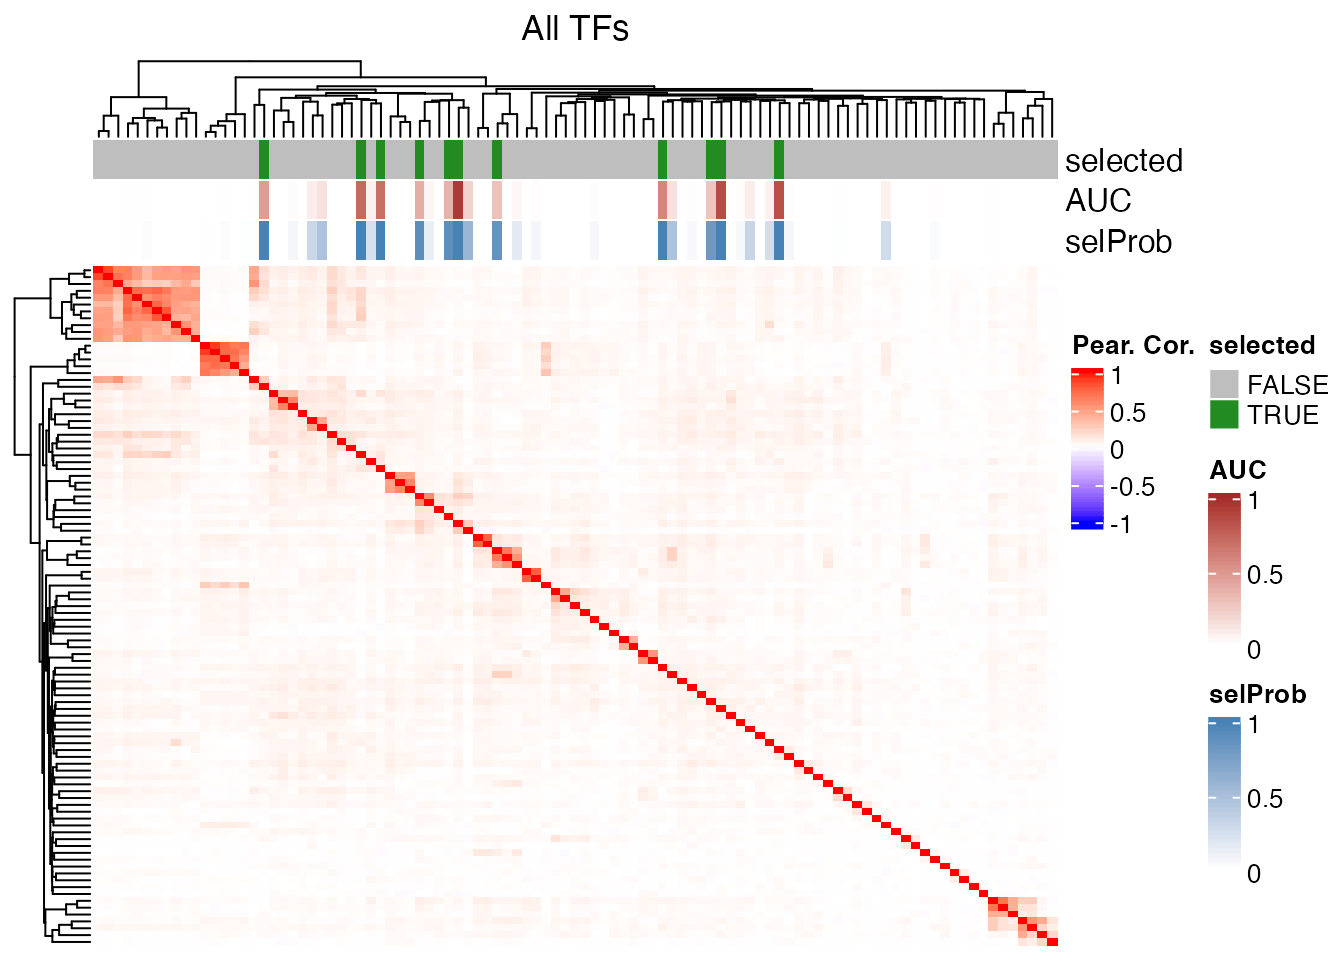 All TFs
selected
AUC
selProb
Pear. Cor.
1
0.5
0
-0.5
-1
selected
FALSE
TRUE
AUC
1
0.5
0
selProb
1
0.5
0